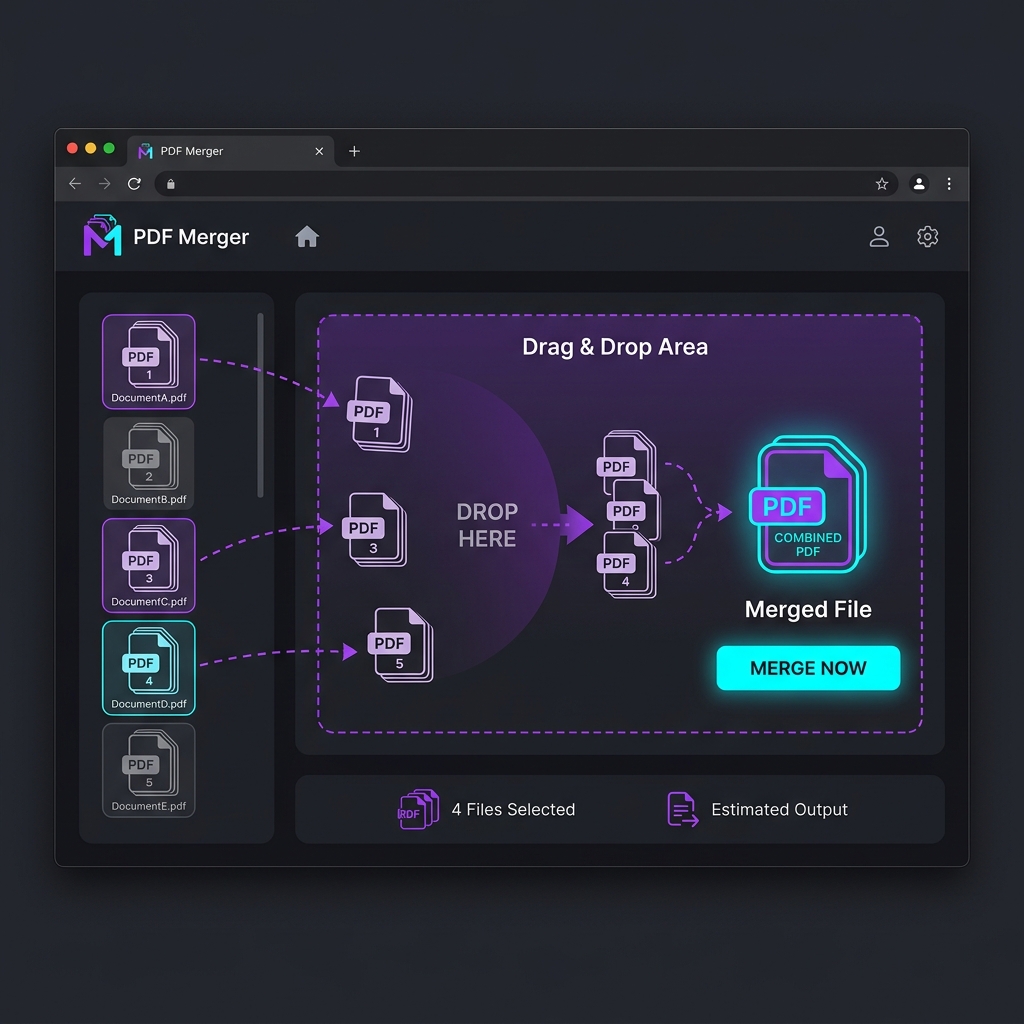 PDF Merger
PDF Merger
PDF
1
DocumentA.pdf
PDF
2
DocumentB.pdf
PDF
3
DocumenfC.pdf
PDF
4
DocumentD.pdf
PDF
5
DocumentE.pdf
Drag & Drop Area
PDF
1
PDF
3
PDF
5
DROP
HERE
PDF
PDF
PDF
4
PDF
COMBINED
PDF
Merged File
MERGE NOW
4 Files Selected
Estimated Output